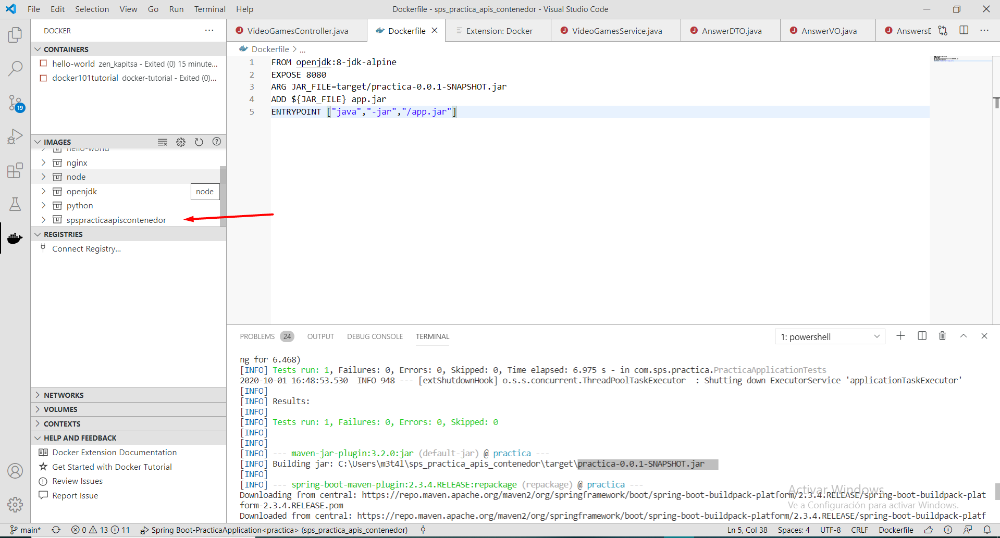 File Edit Selection View Go Run Terminal Help
Dockerfile - sps_practica_apis_contenedor - Visual Studio Code
DOCKER
VideoGamesController.java
Dockerfile
Extension: Docker
VideoGamesService.java
AnswerDTO.java
AnswerVO.java
AnswersE
CONTAINERS
hello-world zen_kapitsa - Exited (0) 15 minute...
docker101tutorial docker-tutorial - Exited (0)...
19
IMAGES
hello-world
nginx
node
openjdk
node
python
spspracticaapiscontenedor
REGISTRIES
Connect Registry...
NETWORKS
VOLUMES
CONTEXTS
HELP AND FEEDBACK
Docker Extension Documentation
Get Started with Docker Tutorial
Review Issues
Report Issue
Dockerfile > ...
1 FROM openjdk:8-jdk-alpine
2 EXPOSE 8080
3 ARG JAR_FILE=target/practica-0.0.1-SNAPSHOT.jar
4 ADD ${JAR_FILE} app.jar
5 ENTRYPOINT ["java","-jar","/app.jar"]
PROBLEMS 24 OUTPUT DEBUG CONSOLE TERMINAL
1: powershell
ng for 6.468)
[INFO] Tests run: 1, Failures: 0, Errors: 0, Skipped: 0, Time elapsed: 6.975 s - in com.sps.practica.PracticaApplicationTests
2020-10-01 16:48:53.530  INFO 948 --- [extShutdownHook] o.s.s.concurrent.ThreadPoolTaskExecutor  : Shutting down ExecutorService 'applicationTaskExecutor'
[INFO]
[INFO] Results:
[INFO]
[INFO] Tests run: 1, Failures: 0, Errors: 0, Skipped: 0
[INFO]
[INFO]
[INFO] --- maven-jar-plugin:3.2.0:jar (default-jar) @ practica ---
[INFO] Building jar: C:\Users\m3t4l\sps_practica_apis_contenedor\target\practica-0.0.1-SNAPSHOT.jar
[INFO]
[INFO] --- spring-boot-maven-plugin:2.3.4.RELEASE:repackage (repackage) @ practica ---
Downloading from central: https://repo.maven.apache.org/maven2/org/springframework/boot/spring-boot-buildpack-platform/2.3.4.RELEASE/spring-boot-buildpack-plat
form-2.3.4.RELEASE.pom
Downloaded from central: https://repo.maven.apache.org/maven2/org/springframework/boot/spring-boot-buildpack-platform/2.3.4.RELEASE/spring-boot-buildpack-platf
Activar Windows
Ve a Configuración para activar Windows.
main* 0 13 11 Spring Boot-PracticaApplication<practica> (sps_practica_apis_contenedor)
Ln 5, Col 38 Spaces: 4 UTF-8 CRLF Dockerfile